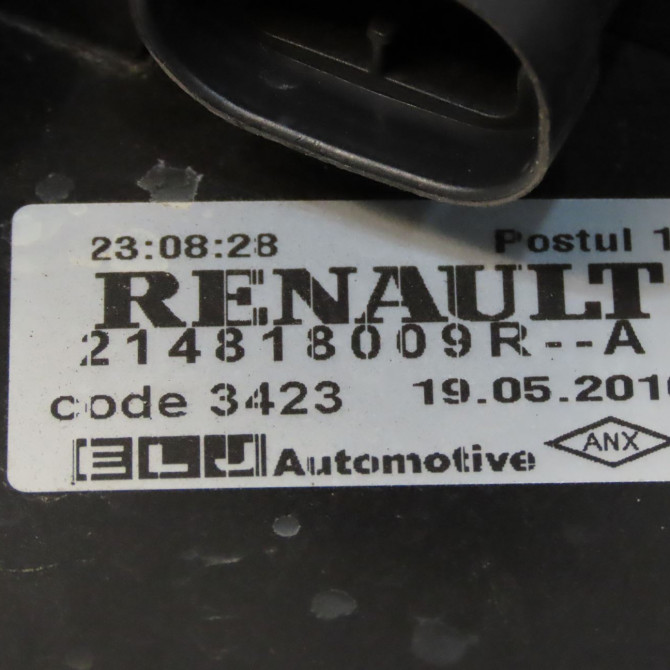 23:08:28 Postul 1
RENAULT
214818009R--A
code 3423 19.05.201
Automotive ANX